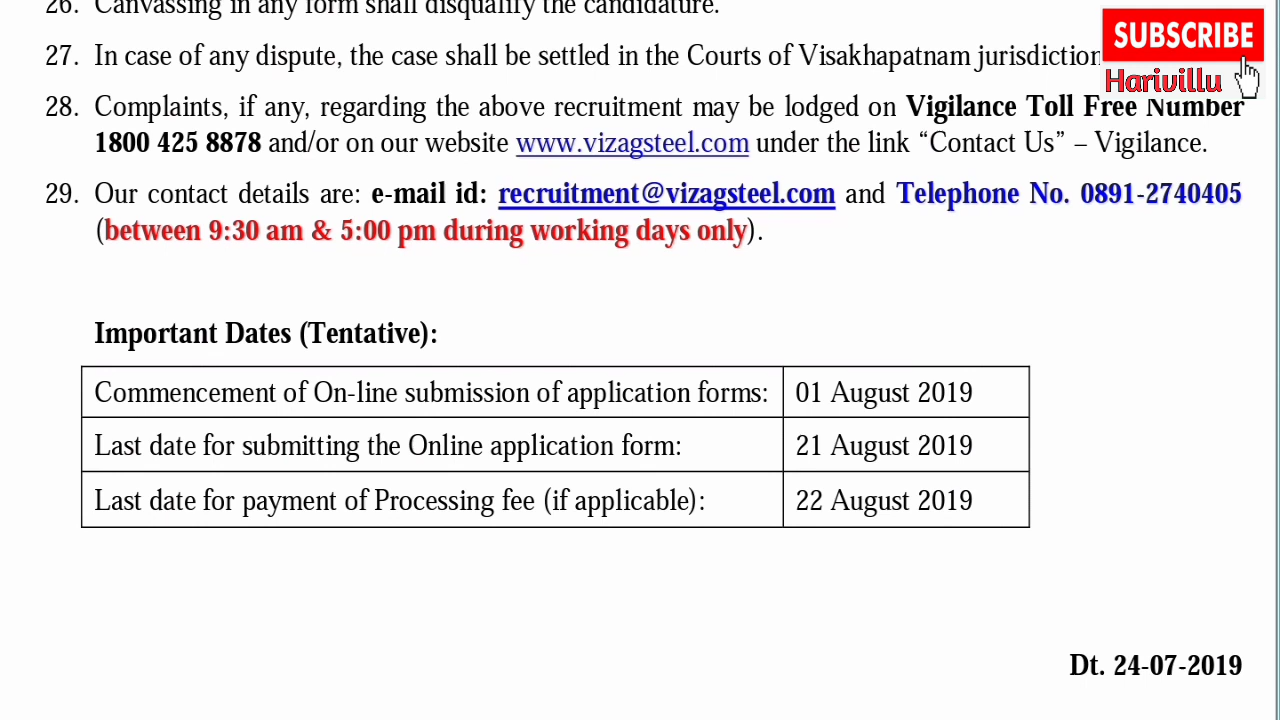 26. Canvassing in any form shall disqualify the candidature.
SUBSCRIBE
Harivillu
27. In case of any dispute, the case shall be settled in the Courts of Visakhapatnam jurisdiction
28. Complaints, if any, regarding the above recruitment may be lodged on Vigilance Toll Free Number
1800 425 8878 and/or on our website www.vizagsteel.com under the link “Contact Us” – Vigilance.
29. Our contact details are: e-mail id: recruitment@vizagsteel.com and Telephone No. 0891-2740405
(between 9:30 am & 5:00 pm during working days only).
Important Dates (Tentative):
Commencement of On-line submission of application forms: 01 August 2019
Last date for submitting the Online application form: 21 August 2019
Last date for payment of Processing fee (if applicable): 22 August 2019
Dt. 24-07-2019